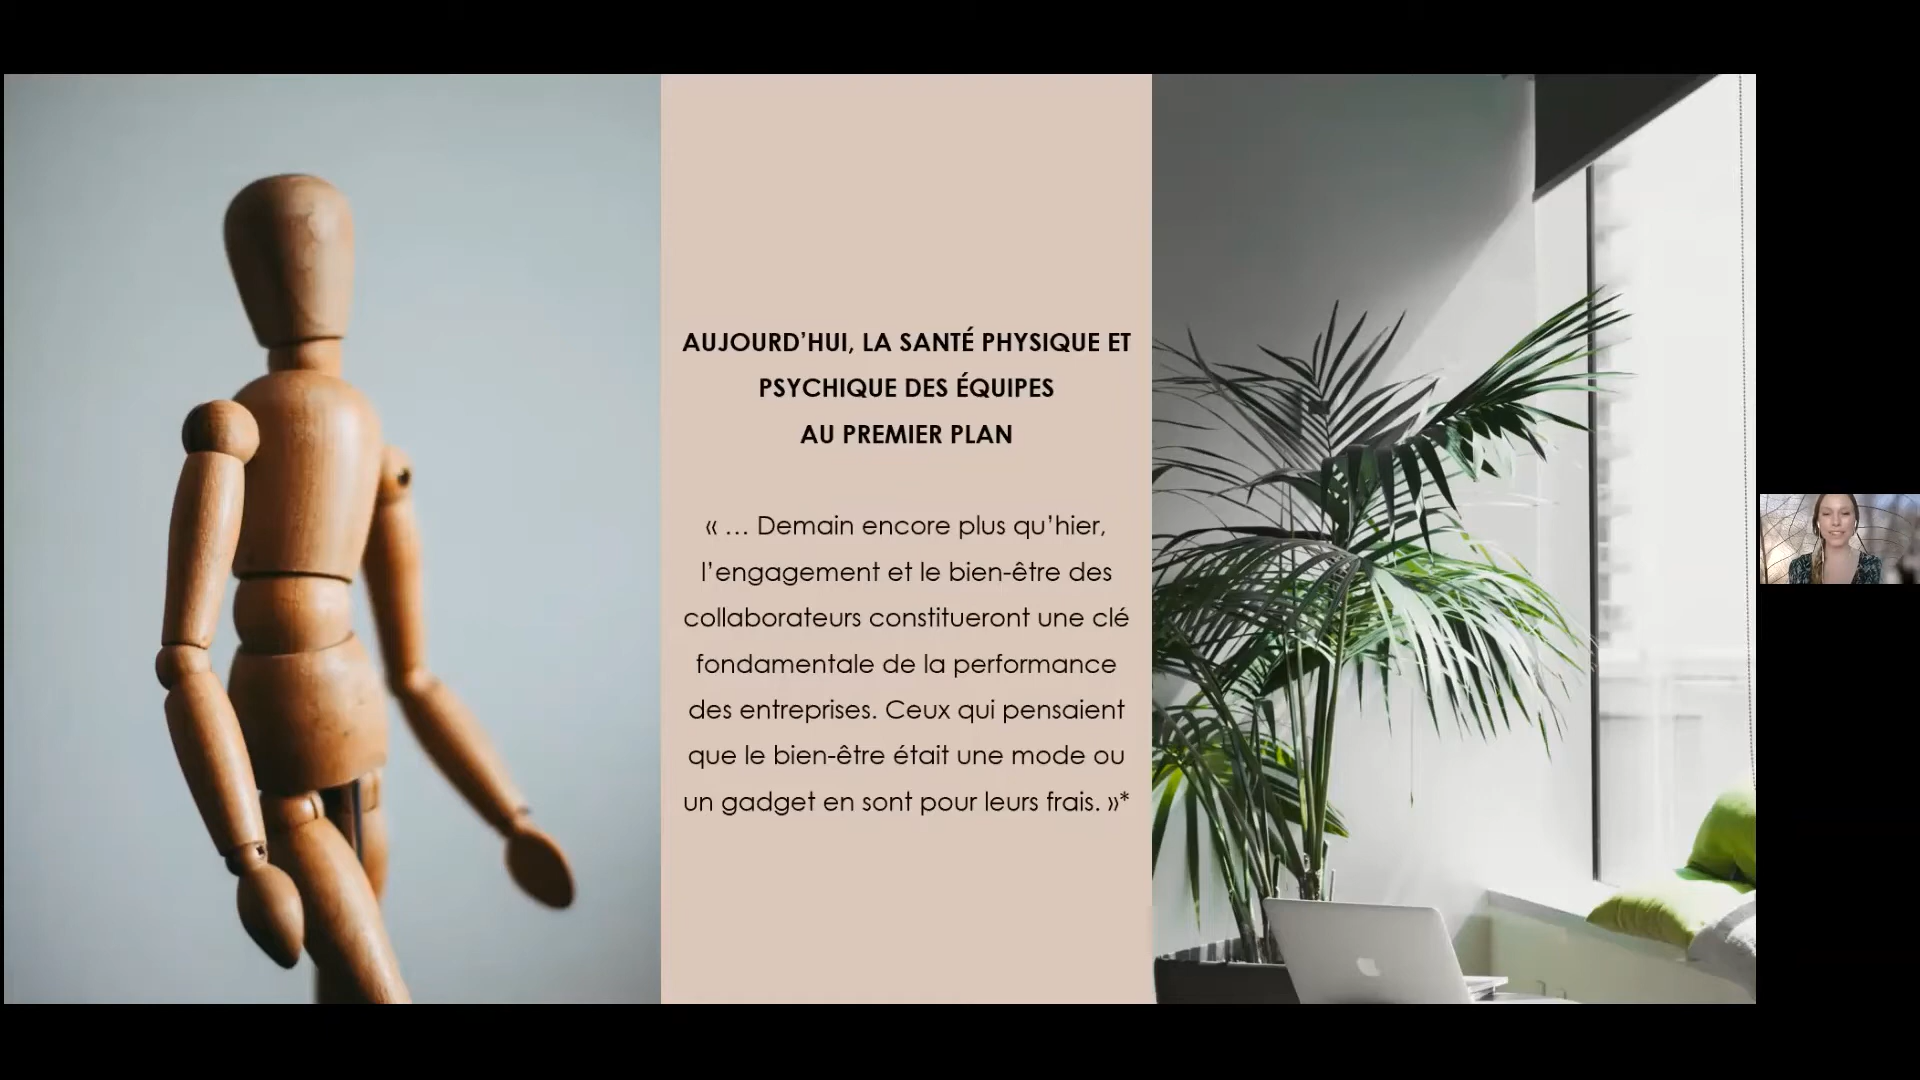 AUJOURD’HUI, LA SANTÉ PHYSIQUE ET
PSYCHIQUE DES ÉQUIPES
AU PREMIER PLAN
« … Demain encore plus qu’hier,
l’engagement et le bien-être des
collaborateurs constitueront une clé
fondamentale de la performance
des entreprises. Ceux qui pensaient
que le bien-être était une mode ou
un gadget en sont pour leurs frais. »*